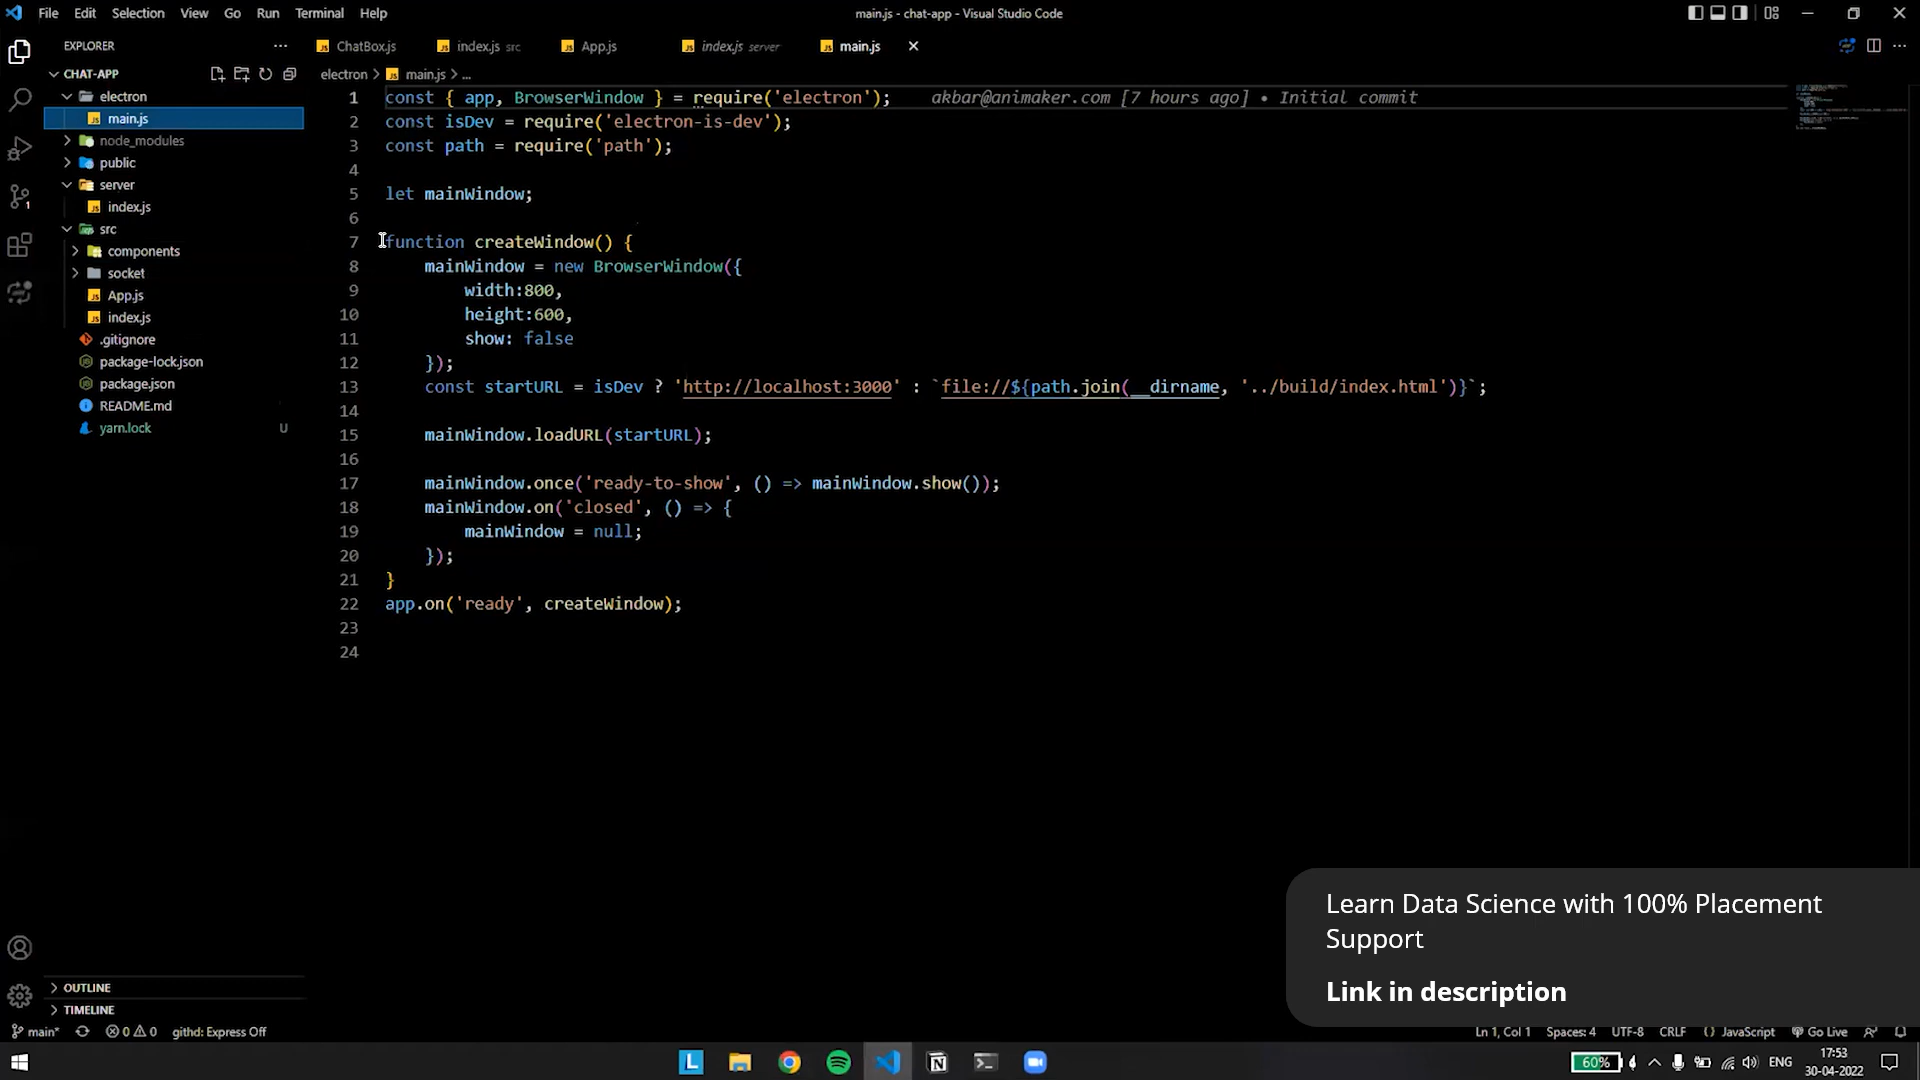 File Edit Selection View Go Run Terminal Help
main.js - chat-app - Visual Studio Code
EXPLORER
ChatBox.js
index.js src
App.js
index.js server
main.js
CHAT-APP
electron
main.js
node_modules
public
server
index.js
src
components
socket
App.js
index.js
.gitignore
package-lock.json
package.json
README.md
yarn.lock U
OUTLINE
TIMELINE
electron > main.js > ...
1 const { app, BrowserWindow } = require('electron'); akbar@animaker.com [7 hours ago] • Initial commit
2 const isDev = require('electron-is-dev');
3 const path = require('path');
4
5 let mainWindow;
6
7 function createWindow() {
8 mainWindow = new BrowserWindow({
9 width:800,
10 height:600,
11 show: false
12 });
13 const startURL = isDev ? 'http://localhost:3000' : `file://${path.join(__dirname, '../build/index.html')}`;
14
15 mainWindow.loadURL(startURL);
16
17 mainWindow.once('ready-to-show', () => mainWindow.show());
18 mainWindow.on('closed', () => {
19 mainWindow = null;
20 });
21 }
22 app.on('ready', createWindow);
23
24
Learn Data Science with 100% Placement
Support
Link in description
main* 0 0 githd: Express Off
Ln 1, Col 1 Spaces: 4 UTF-8 CRLF JavaScript Go Live
60% ENG
17:53
30-04-2022